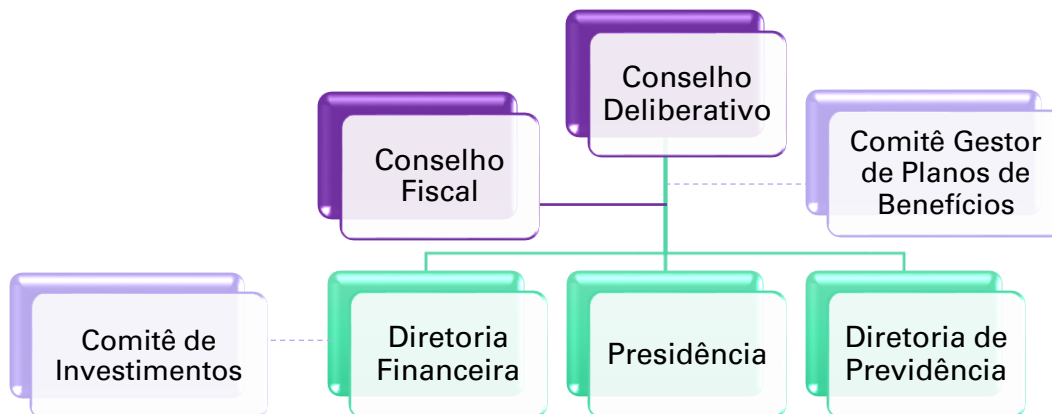 Conselho
Deliberativo
Conselho
Fiscal
Comitê Gestor
de Planos de
Benefícios
Comitê de
Investimentos
Diretoria
Financeira
Presidência
Diretoria de
Previdência